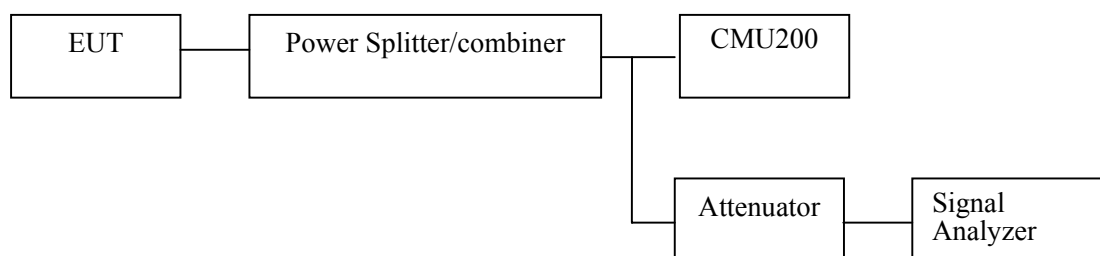 EUT
Power Splitter/combiner
CMU200
Attenuator
Signal
Analyzer